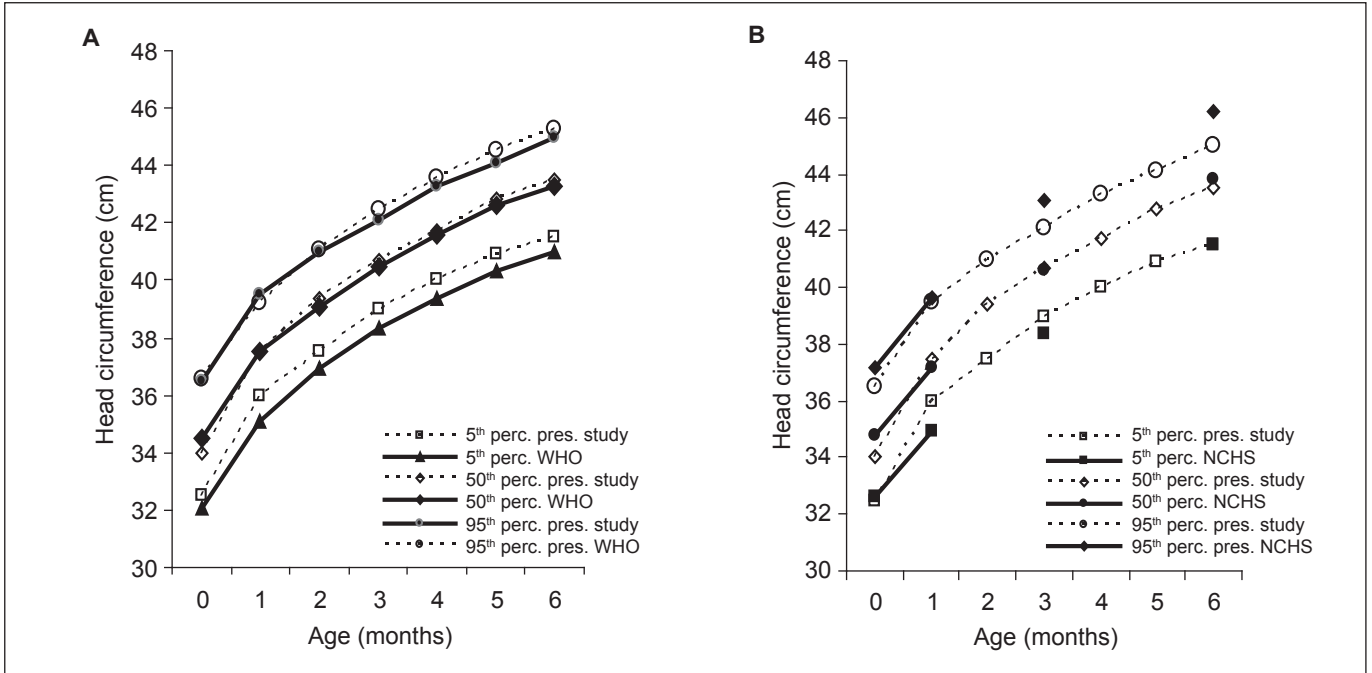 A
48
46
44
42
40
38
36
34
32
30
Head circumference (cm)
0 1 2 3 4 5 6
Age (months)
5th perc. pres. study
5th perc. WHO
50th perc. pres. study
50th perc. WHO
95th perc. pres. study
95th perc. pres. WHO
B
48
46
44
42
40
38
36
34
32
30
Head circumference (cm)
0 1 2 3 4 5 6
Age (months)
5th perc. pres. study
5th perc. NCHS
50th perc. pres. study
50th perc. NCHS
95th perc. pres. study
95th perc. pres. NCHS